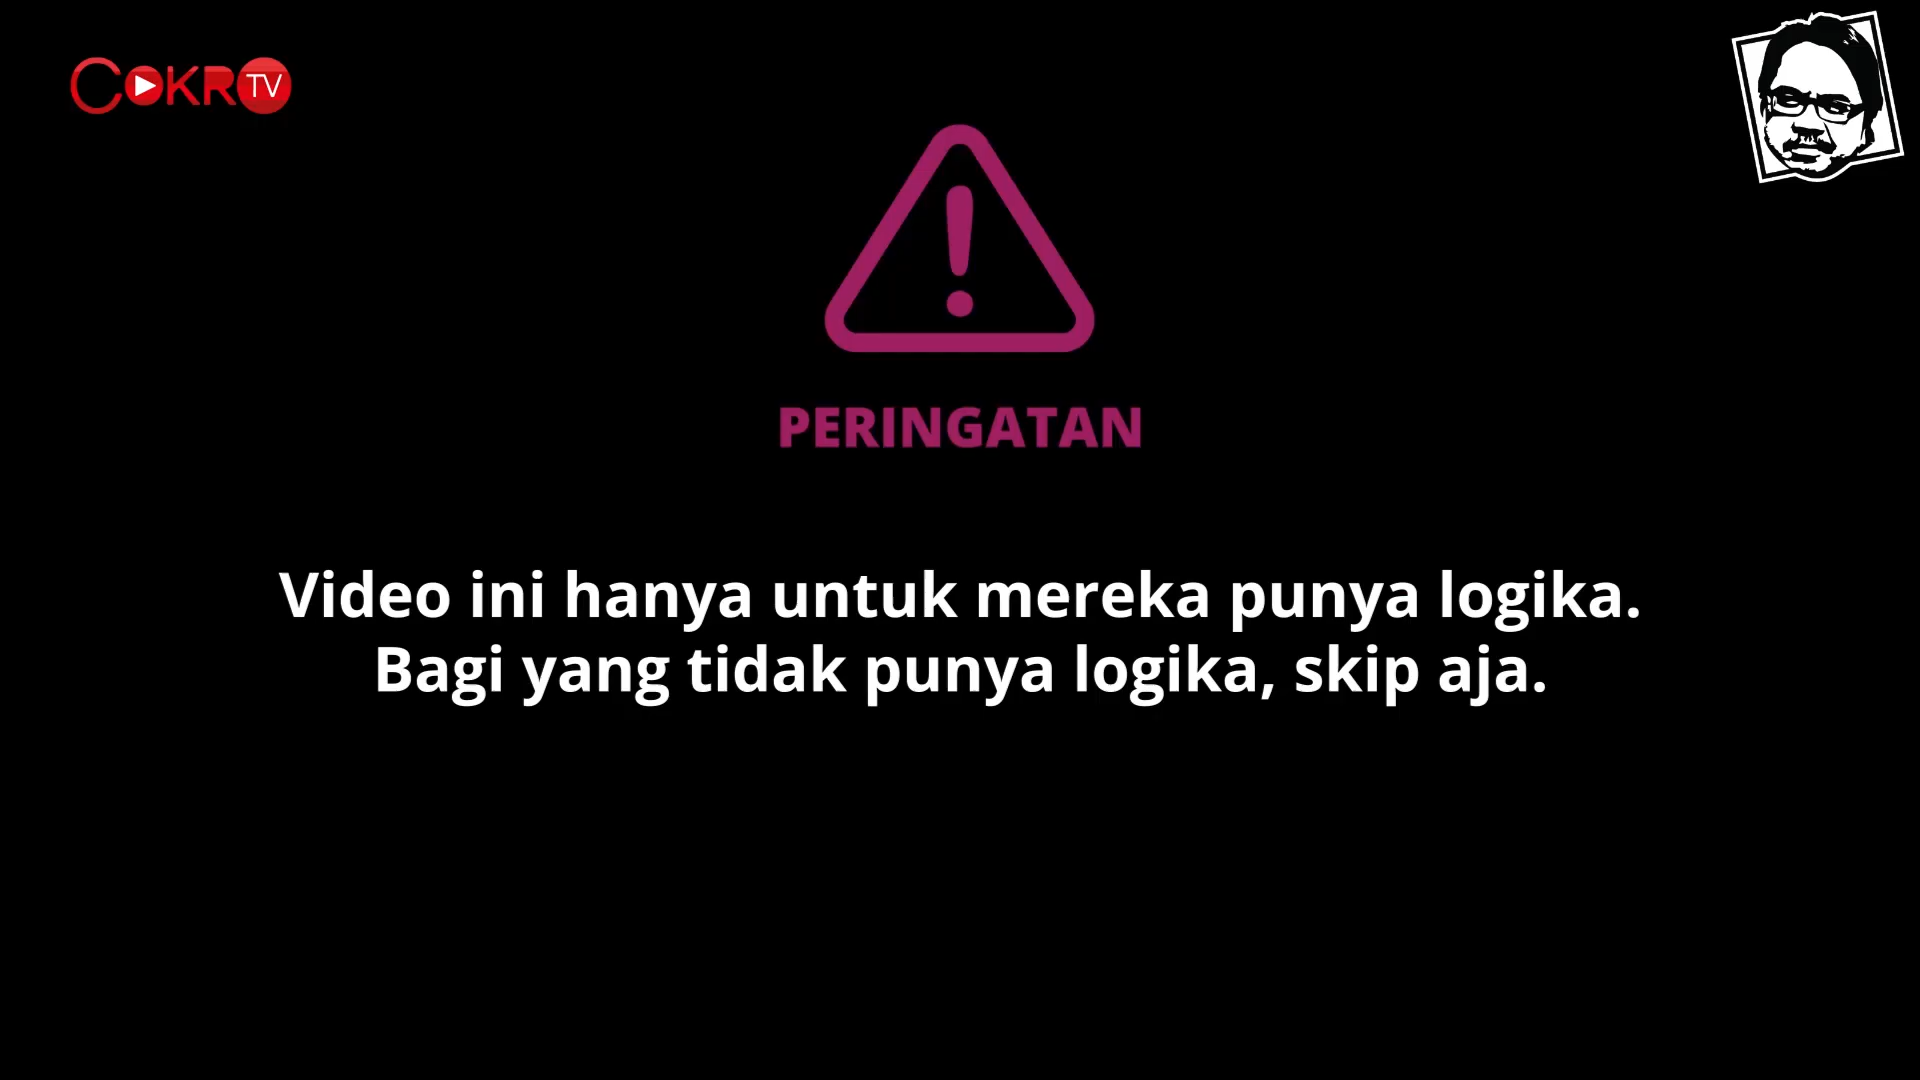 COKRO TV
PERINGATAN
Video ini hanya untuk mereka punya logika.
Bagi yang tidak punya logika, skip aja.